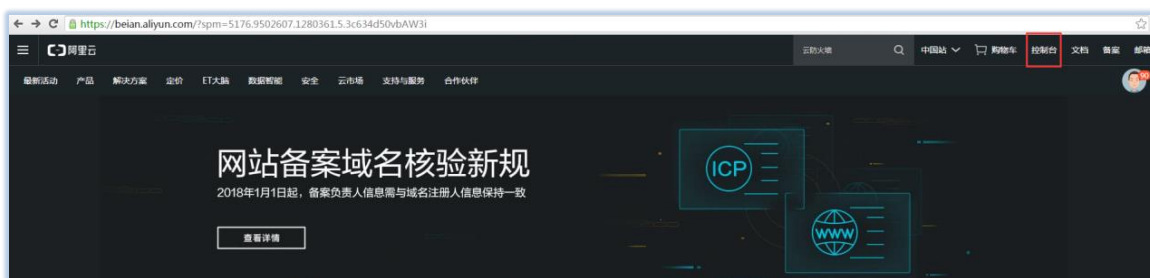 https://beian.aliyun.com/?spm=5176.9502607.1280361.5.3c634d50vbAW3i
阿里云
云防火墙 中国站 购物车 控制台 文档 备案 邮箱
最新活动 产品 解决方案 定价 ET大脑 数据智能 安全 云市场 支持与服务 合作伙伴
90
网站备案域名核验新规
2018年1月1日起，备案负责人信息需与域名注册人信息保持一致
查看详情
ICP
WWW